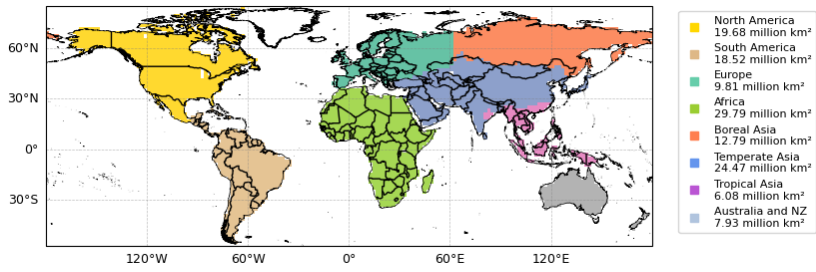 60°N
30°N
0°
30°S
120°W
60°W
0°
60°E
120°E
North America
19.68 million km²
South America
18.52 million km²
Europe
9.81 million km²
Africa
29.79 million km²
Boreal Asia
12.79 million km²
Temperate Asia
24.47 million km²
Tropical Asia
6.08 million km²
Australia and NZ
7.93 million km²